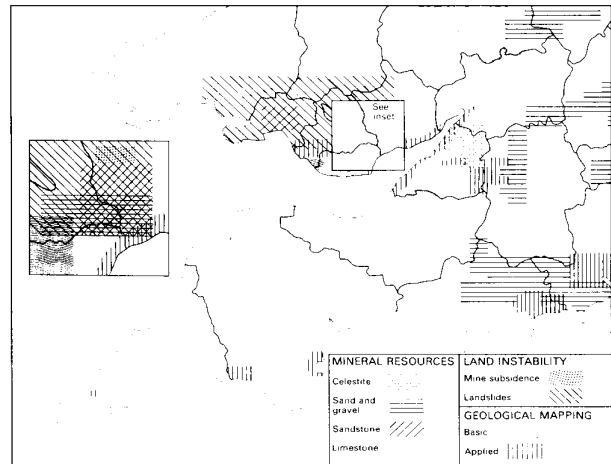 See
inset
MINERAL RESOURCES
Celestite
Sand and
gravel
Sandstone
Limestone
LAND INSTABILITY
Mine subsidence
Landslides
GEOLOGICAL MAPPING
Basic
Applied